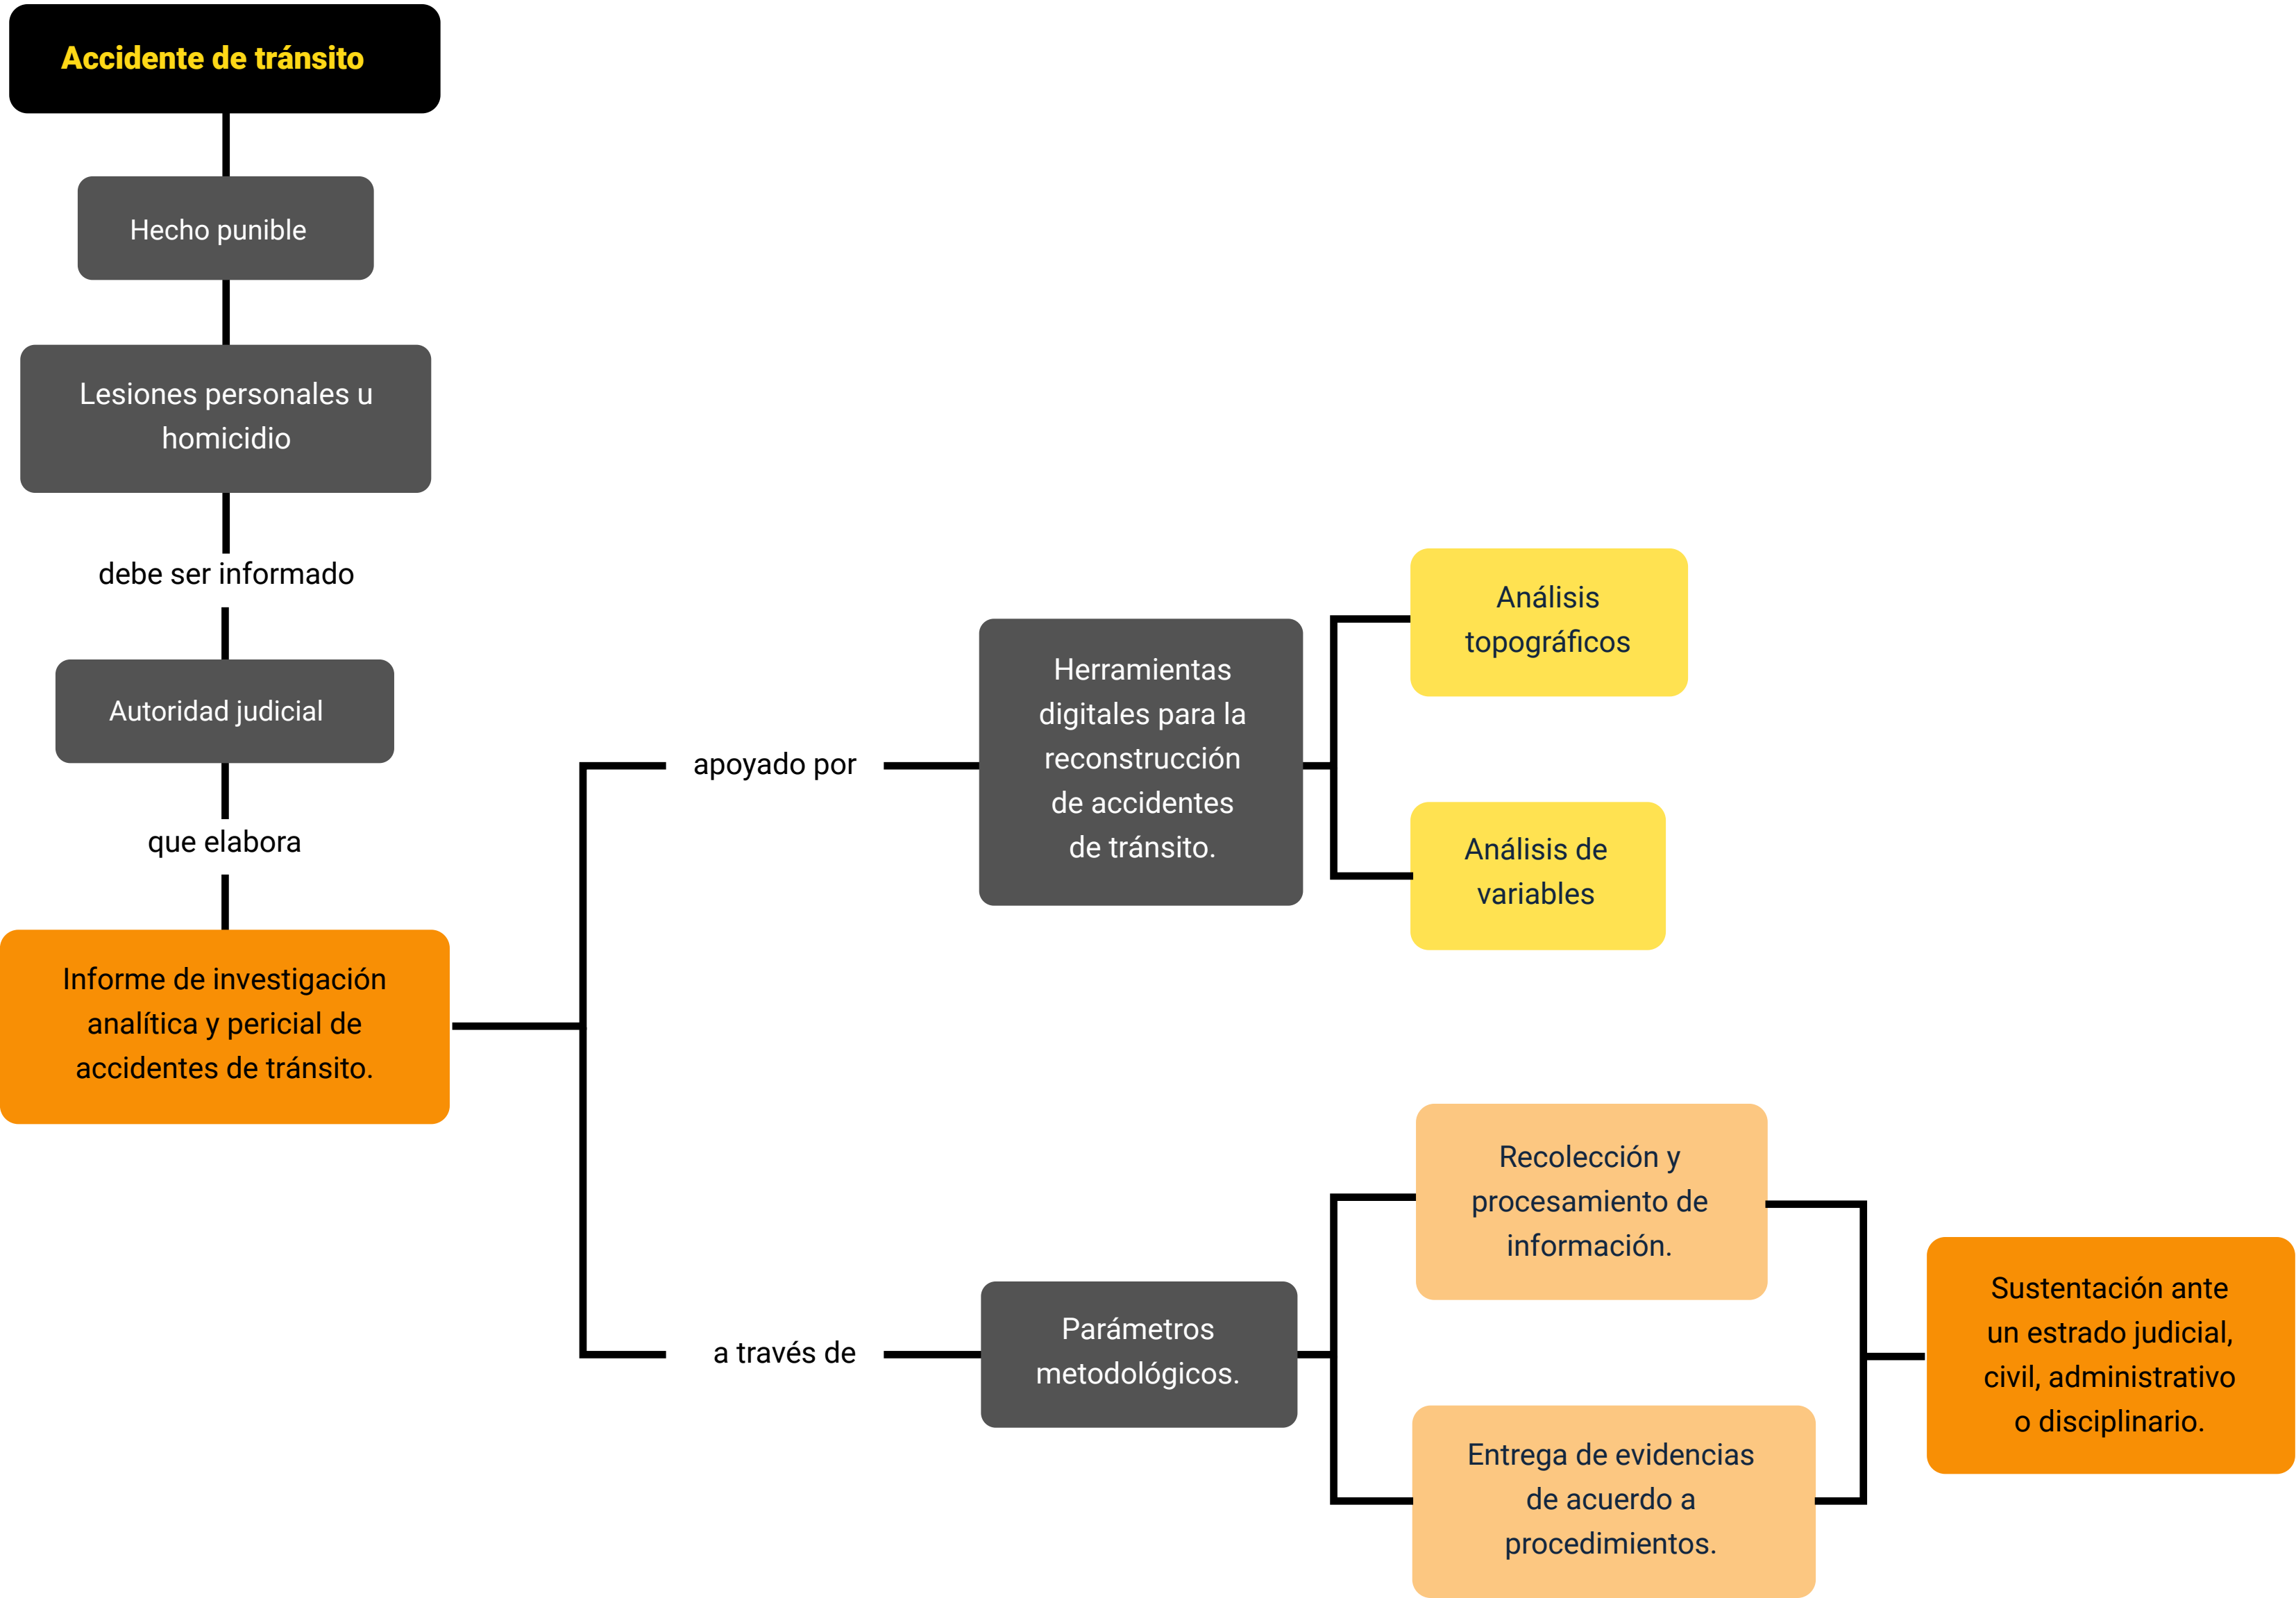 Accidente de tránsito
Hecho punible
Lesiones personales u
homicidio
debe ser informado
Autoridad judicial
que elabora
Informe de investigación
analítica y pericial de
accidentes de tránsito.
apoyado por
Herramientas
digitales para la
reconstrucción
de accidentes
de tránsito.
Análisis
topográficos
Análisis de
variables
a través de
Parámetros
metodológicos.
Recolección y
procesamiento de
información.
Entrega de evidencias
de acuerdo a
procedimientos.
Sustentación ante
un estrado judicial,
civil, administrativo
o disciplinario.